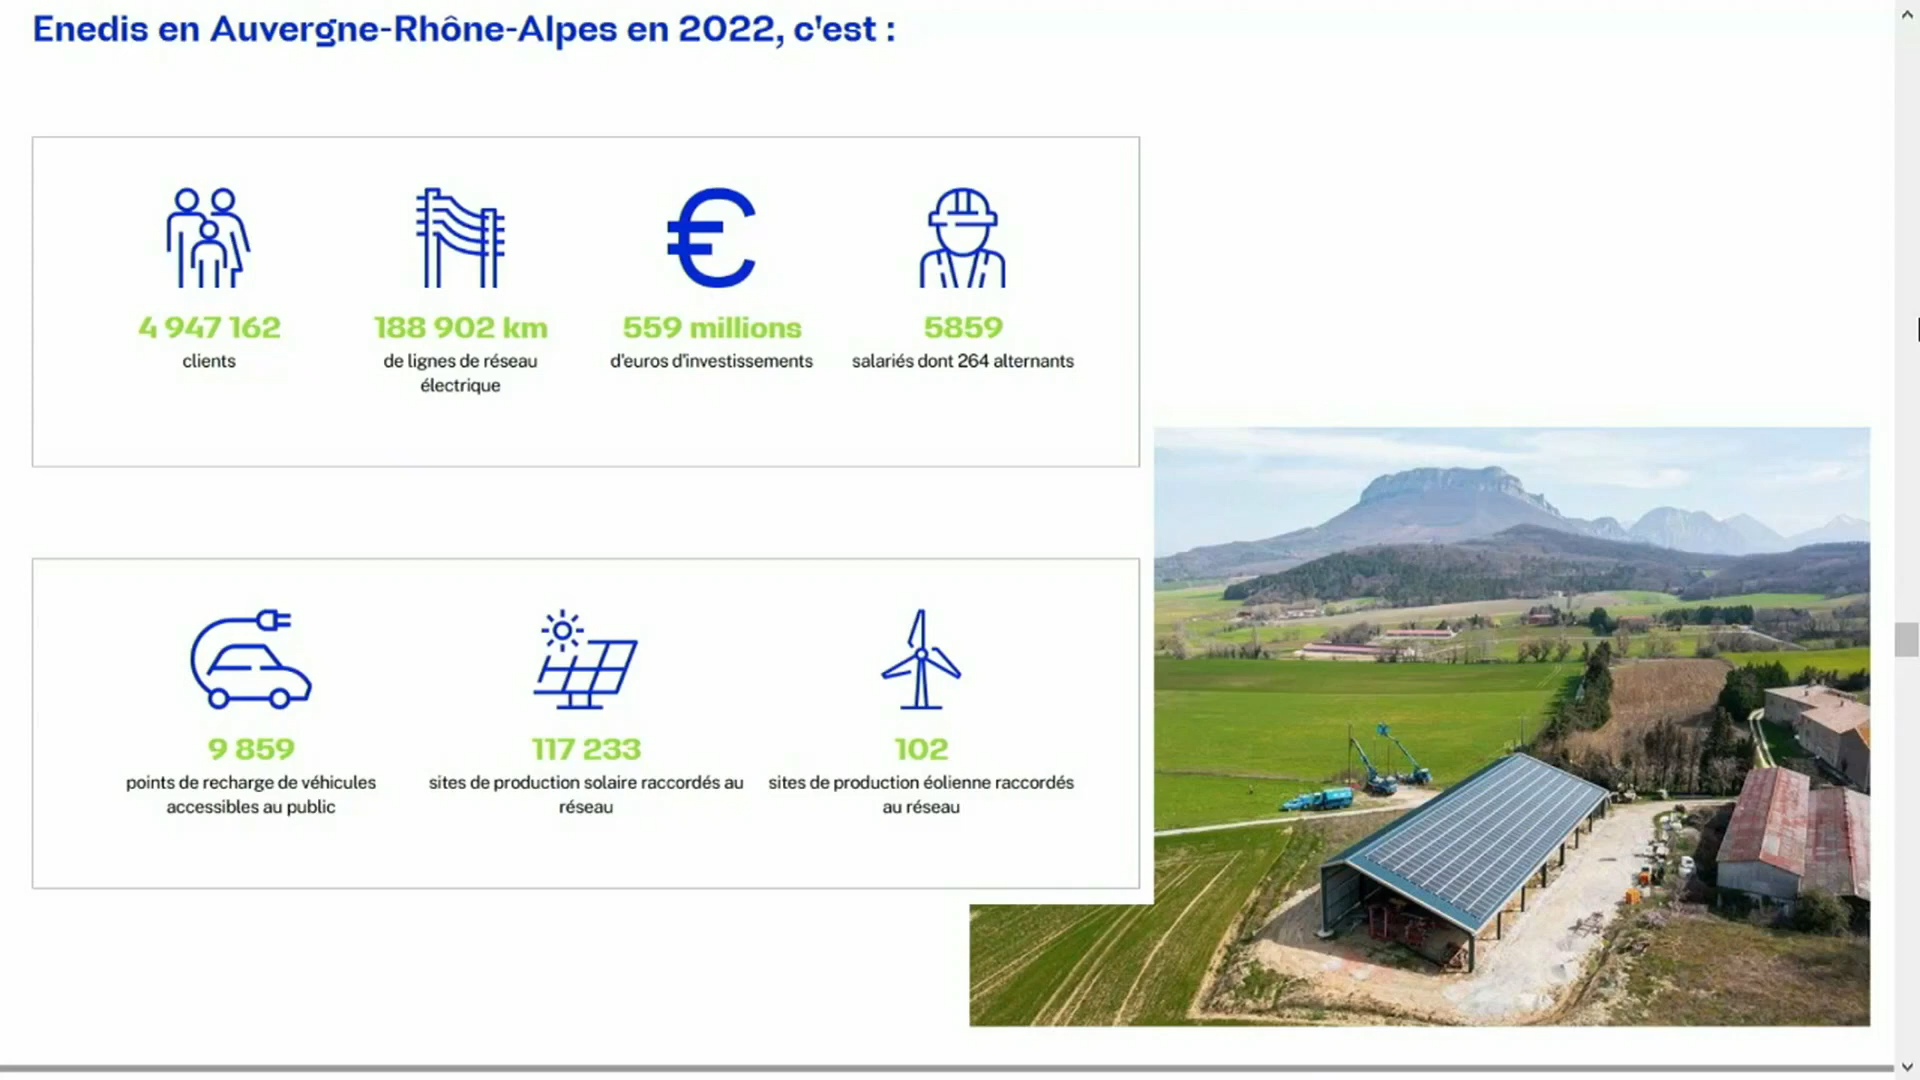 Enedis en Auvergne-Rhône-Alpes en 2022, c'est :
4 947 162
clients
188 902 km
de lignes de réseau
électrique
559 millions
d'euros d'investissements
5859
salariés dont 264 alternants
9 859
points de recharge de véhicules
accessibles au public
117 233
sites de production solaire raccordés au
réseau
102
sites de production éolienne raccordés
au réseau